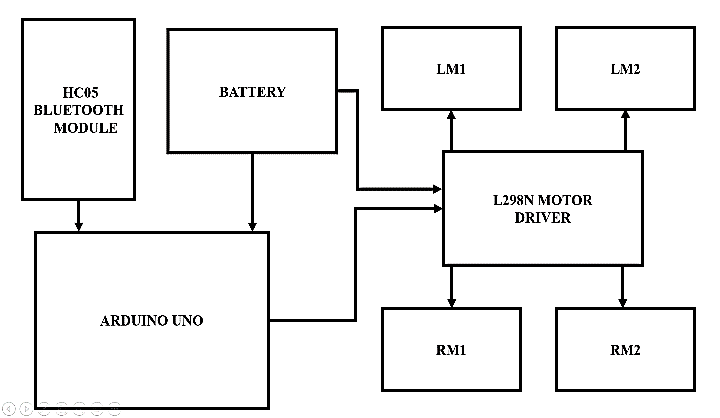 HC05
BLUETOOTH
MODULE
BATTERY
LM1
LM2
L298N MOTOR
DRIVER
ARDUINO UNO
RM1
RM2